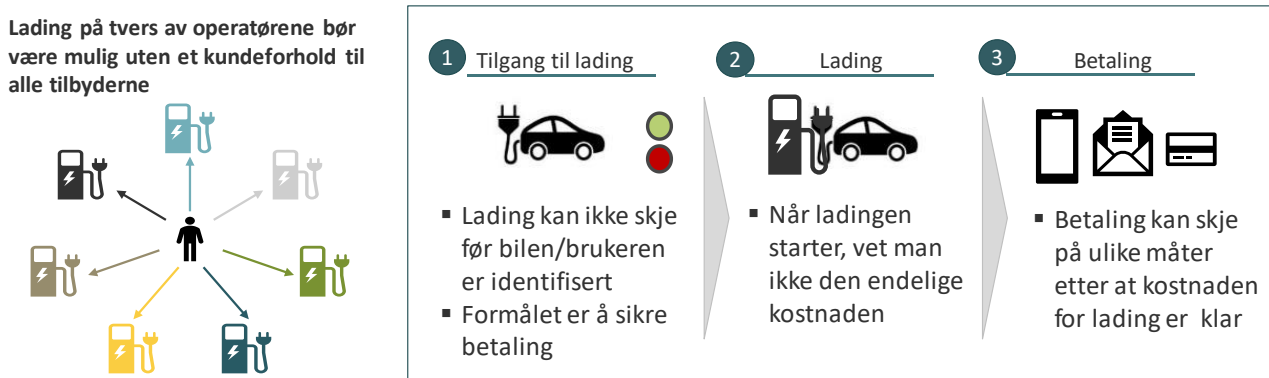 Lading på tvers av operatørene bør
være mulig uten et kundeforhold til
alle tilbyderne
1 Tilgang til lading
▪ Lading kan ikke skje
før bilen/brukeren
er identifisert
▪ Formålet er å sikre
betaling
2 Lading
▪ Når ladingen
starter, vet man
ikke den endelige
kostnaden
3 Betaling
▪ Betaling kan skje
på ulike måter
etter at kostnaden
for lading er klar